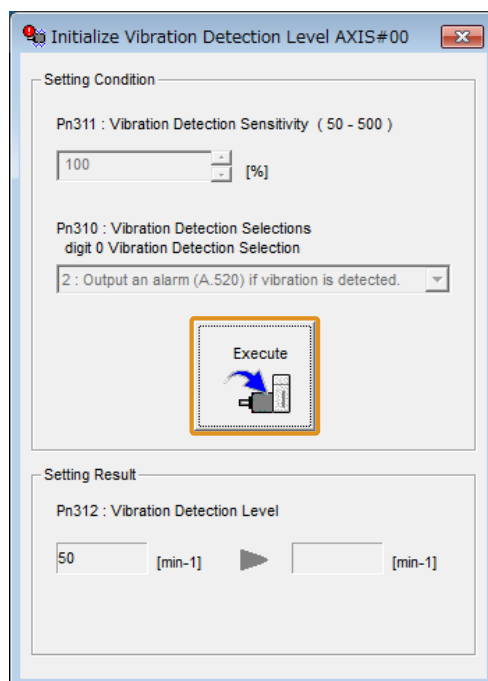 Initialize Vibration Detection Level AXIS#00
Setting Condition
Pn311 : Vibration Detection Sensitivity ( 50 - 500 )
100
[%]
Pn310 : Vibration Detection Selections
digit 0 Vibration Detection Selection
2 : Output an alarm (A.520) if vibration is detected.
Execute
Setting Result
Pn312 : Vibration Detection Level
50 [min-1] [min-1]